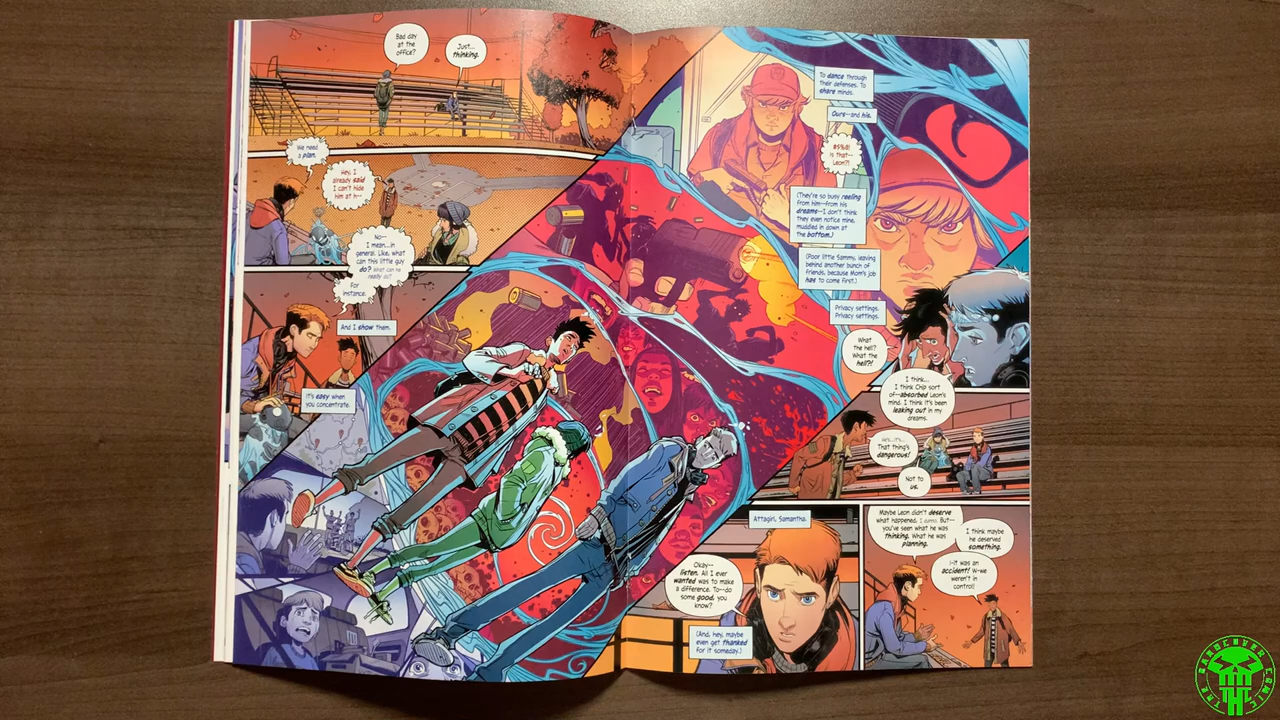 Bad day
at the
office?
Just...
thinking.
We need
a plan.
Hey, I
already said
I can't hide
him at h--
No--
I mean...in
general. Like, what
can this little guy
do? What can he
really do?
For
instance.
And I show them.
It's easy when
you concentrate.
To dance through
their defenses. To
share minds.
Ours--and his.
#$%@!
Is that--
Leon?!
(They're so busy reeling
from him--from his
dreams--I don't think
they even notice mine,
muddled in down at
the bottom.)
(Poor little Sammy, leaving
behind another bunch of
friends, because Mom's job
has to come first.)
Privacy settings.
Privacy settings.
What
the hell?
What the
hell?!
I think...
I think Chip sort
of--absorbed Leon's
mind. I think it's been
leaking out in my
dreams.
He's...it's...
That thing's
dangerous!
Not to
us.
Attagirl, Samantha.
Okay--
listen. All I ever
wanted was to make
a difference. To--do
some good, you
know?
(And, hey, maybe
even get thanked
for it someday.)
Maybe Leon didn't deserve
what happened, I dunno. But--
you've seen what he was
thinking. What he was
planning.
I think maybe
he deserved
something.
I-it was an
accident! W-we
weren't in
control!
THE HARDCOVER COMIC